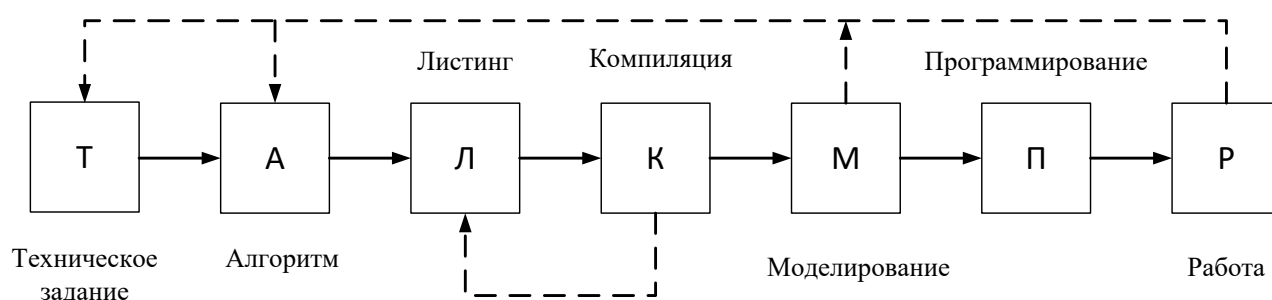 Листинг
Компиляция
Программирование
Т
А
Л
К
М
П
Р
Техническое
задание
Алгоритм
Моделирование
Работа